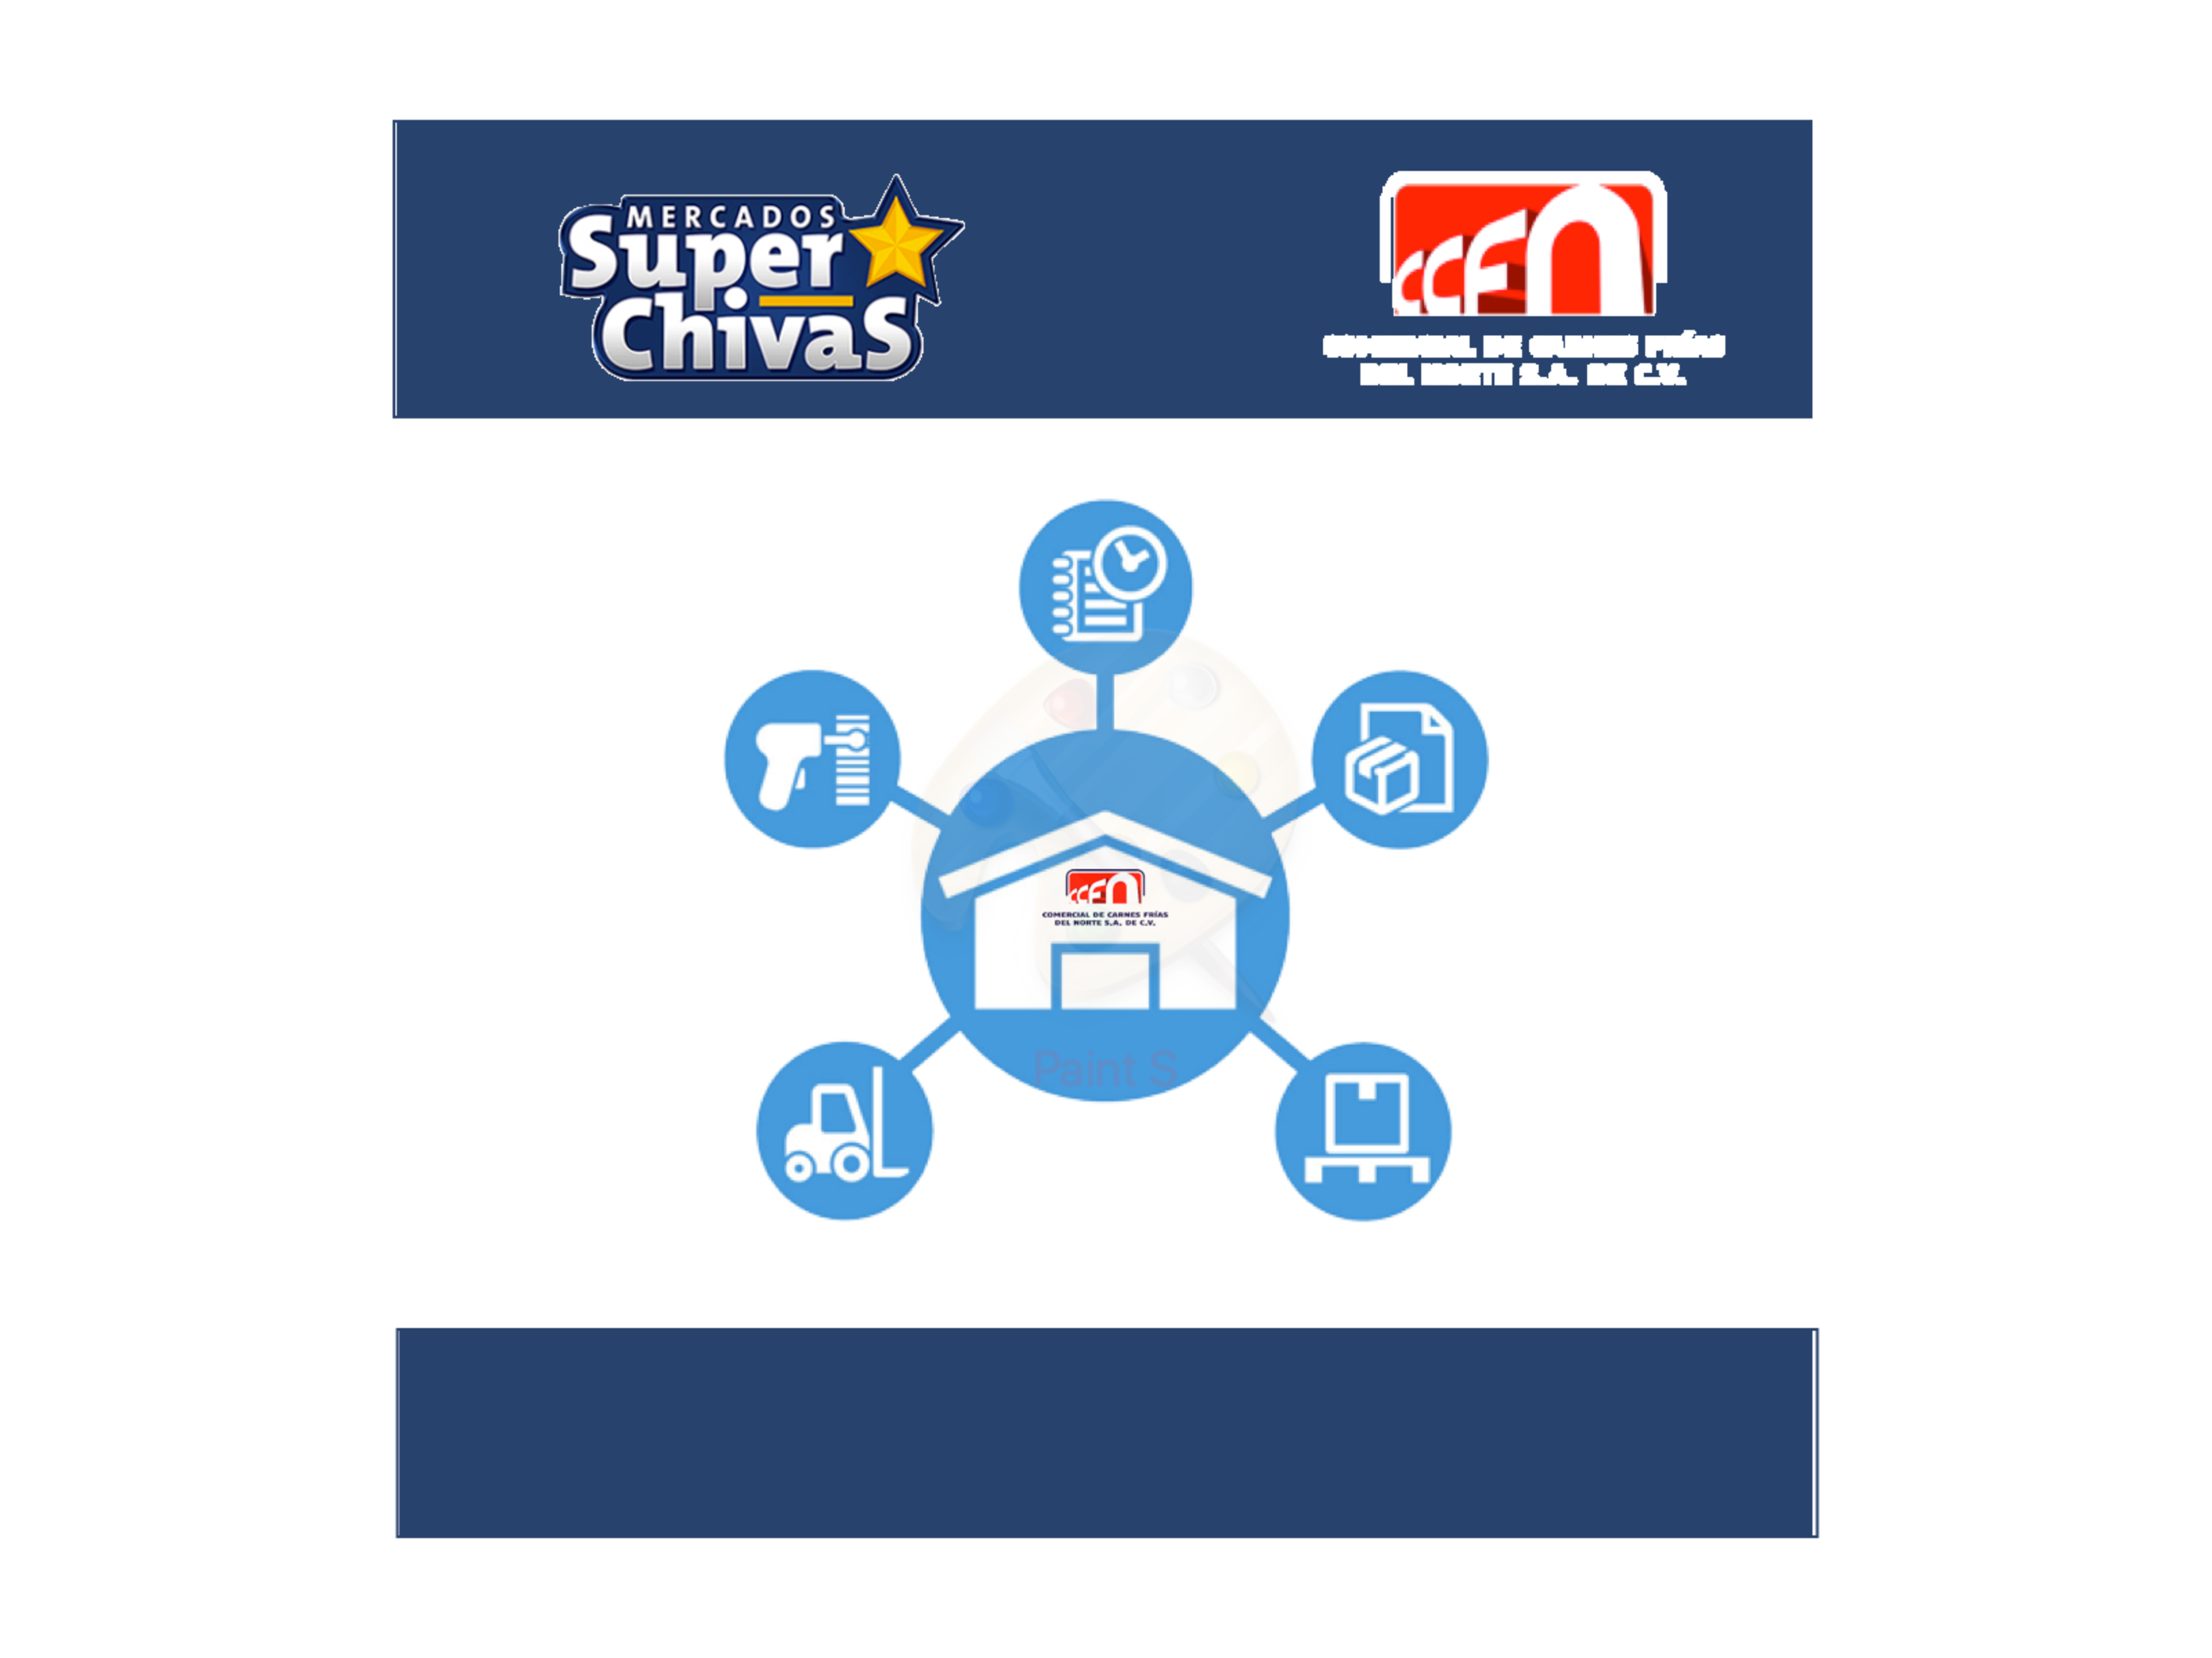 MERCADOS
Super
Chivas
ccfn
COMERCIAL DE CARNES FRÍAS
DEL NORTE S.A. DE C.V.
ccfn
COMERCIAL DE CARNES FRÍAS
DEL NORTE S.A. DE C.V.
Paint S